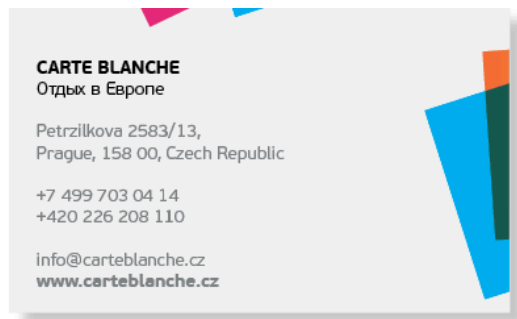 CARTE BLANCHE
Отдых в Европе
Petrzilkova 2583/13,
Prague, 158 00, Czech Republic
+7 499 703 04 14
+420 226 208 110
info@carteblanche.cz
www.carteblanche.cz